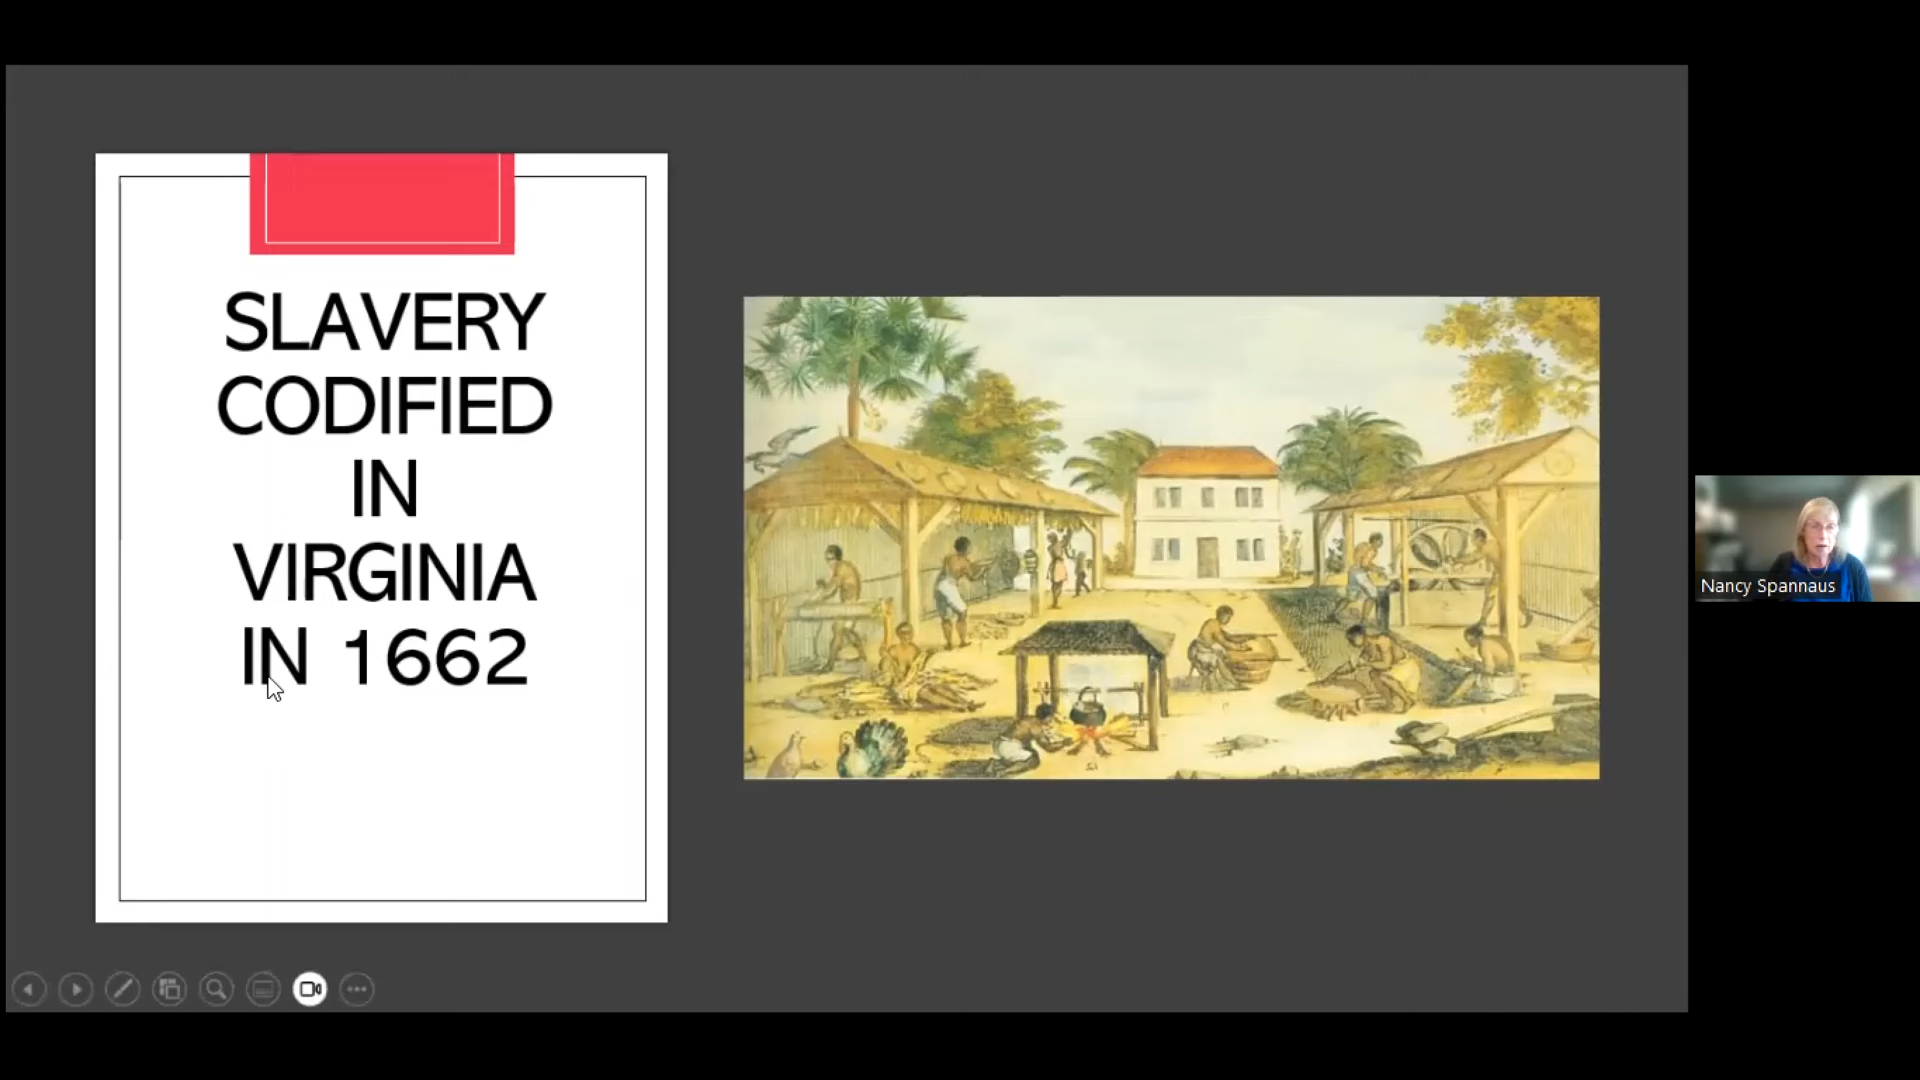 SLAVERY
CODIFIED
IN
VIRGINIA
IN 1662
Nancy Spannaus